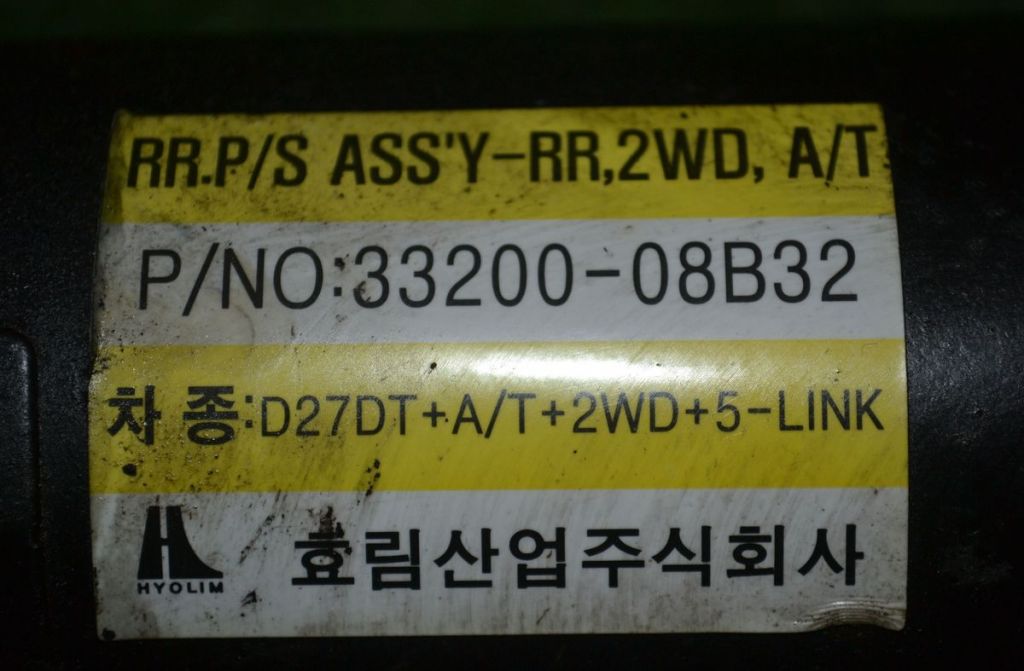 RR.P/S ASS'Y-RR,2WD, A/T
P/NO:33200-08B32
차 종:D27DT+A/T+2WD+5-LINK
HYOLIM 효림산업주식회사